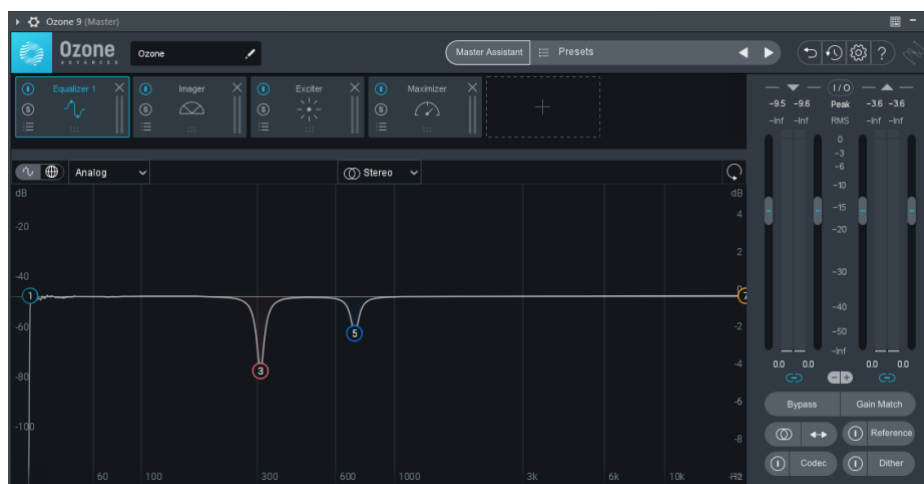 Ozone 9 (Master)
Ozone
ADVANCED
Ozone
Master Assistant
Presets
Equalizer 1
Imager
Exciter
Maximizer
S
S
S
S
+
I/O
-9.5 -9.6 Peak -3.6 -3.6
-Inf -Inf RMS -Inf -Inf
0
-3
-6
-10
-15
-20
-30
-40
-50
-Inf
0.0 0.0 0.0 0.0
Analog
Stereo
dB
dB
-20
-40
-60
-80
-100
4
2
0
-2
-4
-6
-8
1
3
5
7
60 100 300 600 1000 3k 6k 10k Hz
Bypass
Gain Match
Reference
Codec
Dither